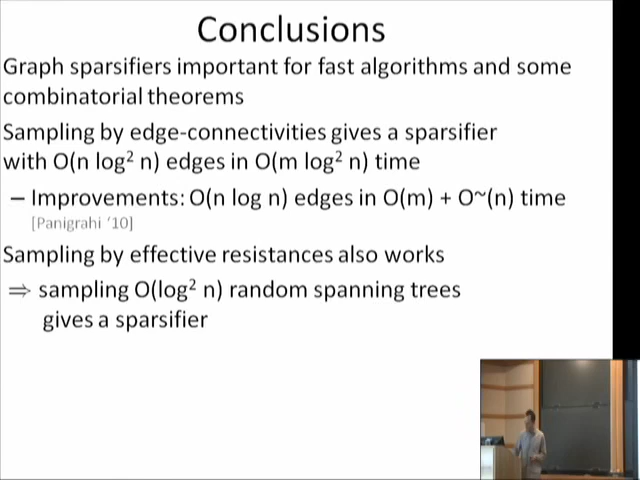 Conclusions
Graph sparsifiers important for fast algorithms and some
combinatorial theorems
Sampling by edge-connectivities gives a sparsifier
with O(n log² n) edges in O(m log² n) time
– Improvements: O(n log n) edges in O(m) + O~(n) time
[Panigrahi ‘10]
Sampling by effective resistances also works
⇒ sampling O(log² n) random spanning trees
gives a sparsifier